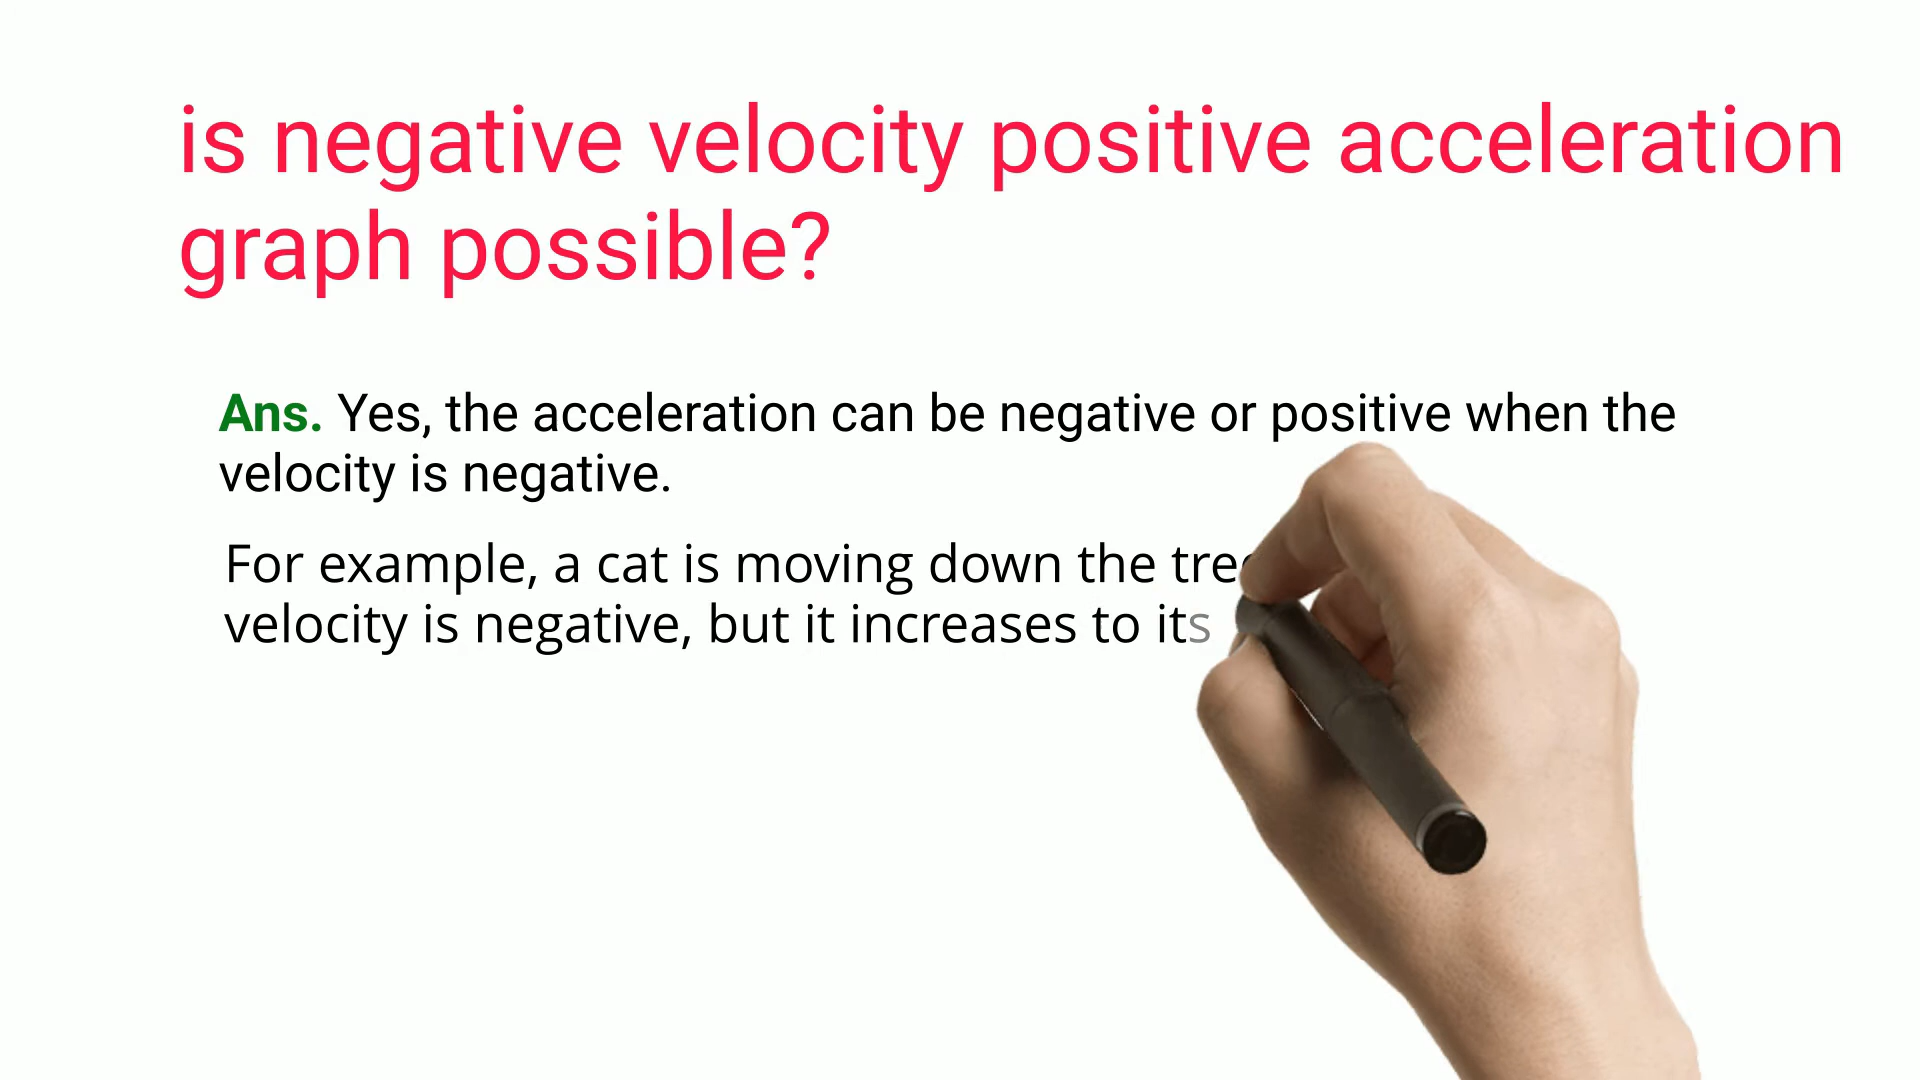 is negative velocity positive acceleration
graph possible?
Ans. Yes, the acceleration can be negative or positive when the
velocity is negative.
For example, a cat is moving down the
velocity is negative, but it increases to its